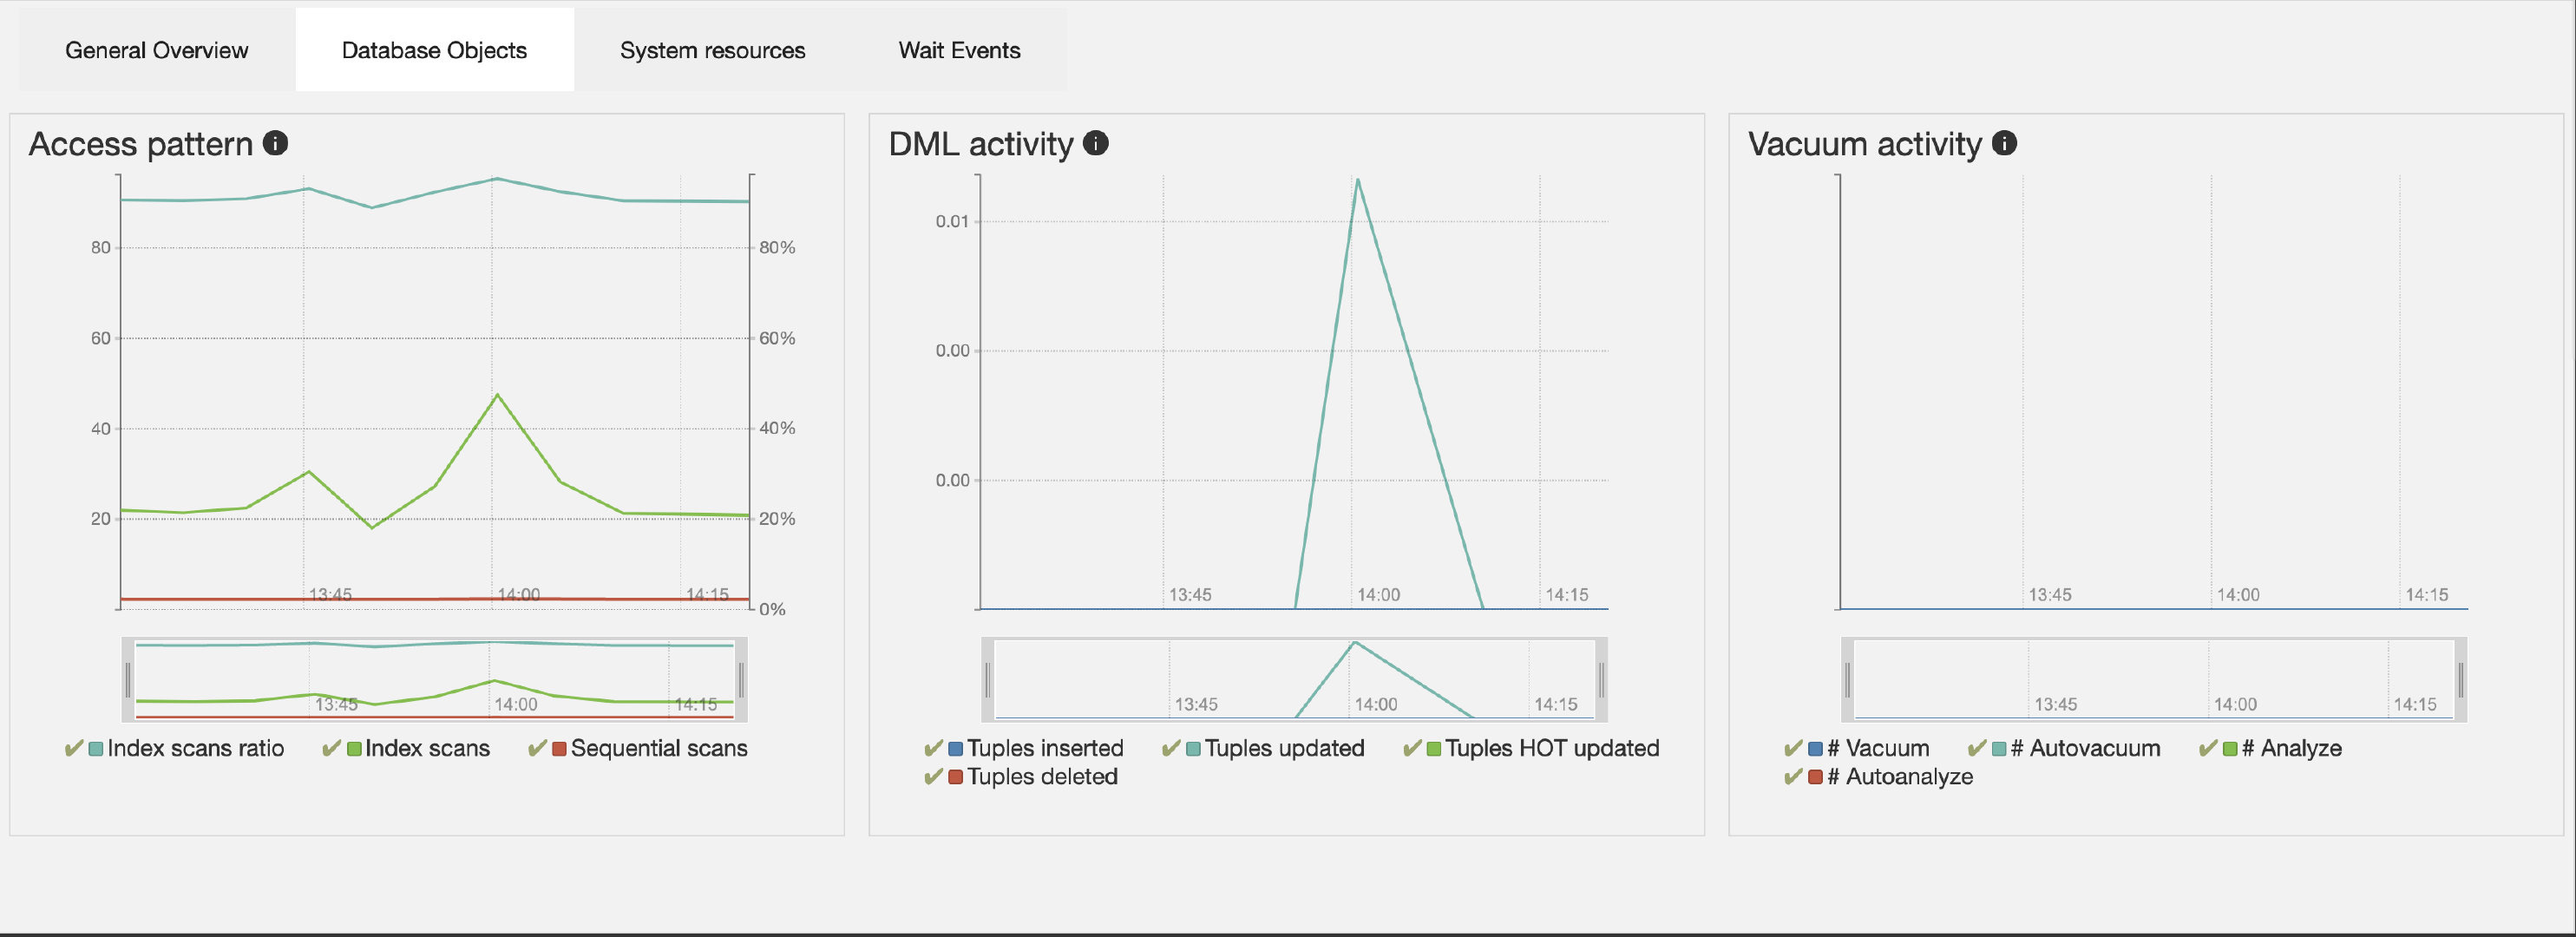 General Overview
Database Objects
System resources
Wait Events
Access pattern
80
60
40
20
80%
60%
40%
20%
0%
13:45
14:00
14:15
13:45
14:00
14:15
Index scans ratio
Index scans
Sequential scans
DML activity
0.01
0.00
0.00
13:45
14:00
14:15
13:45
14:00
14:15
Tuples inserted
Tuples updated
Tuples HOT updated
Tuples deleted
Vacuum activity
13:45
14:00
14:15
13:45
14:00
14:15
# Vacuum
# Autovacuum
# Analyze
# Autoanalyze